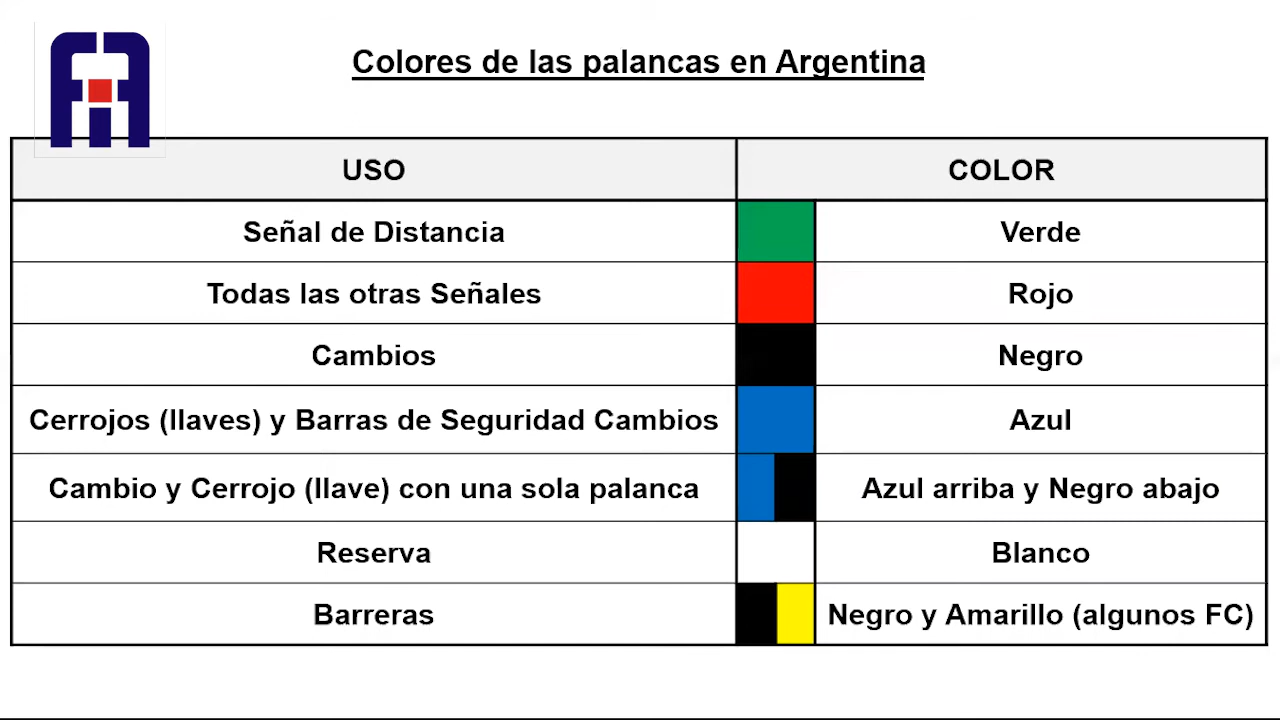 Colores de las palancas en Argentina
USO COLOR
Señal de Distancia Verde
Todas las otras Señales Rojo
Cambios Negro
Cerrojos (llaves) y Barras de Seguridad Cambios Azul
Cambio y Cerrojo (llave) con una sola palanca Azul arriba y Negro abajo
Reserva Blanco
Barreras Negro y Amarillo (algunos FC)